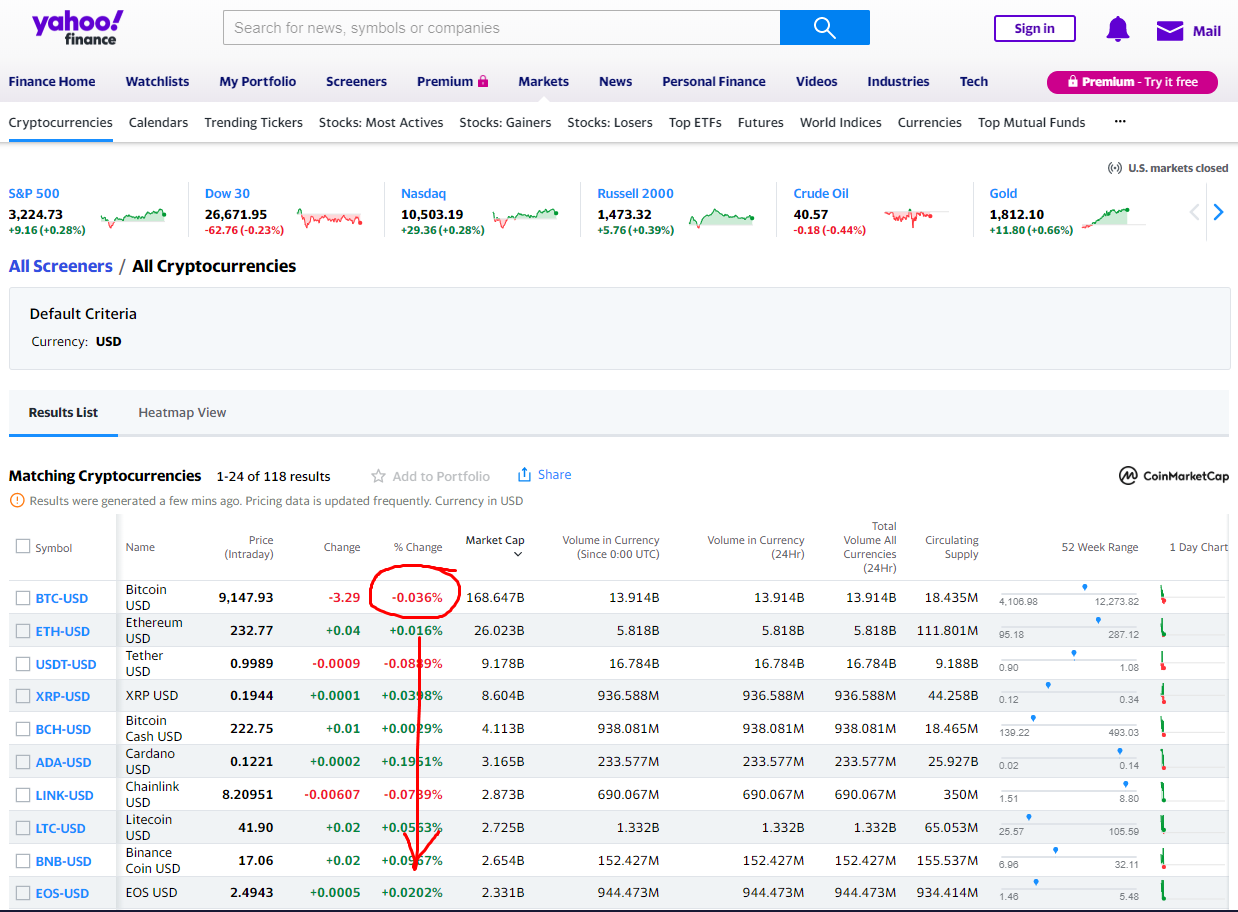 yahoo!
finance
Search for news, symbols or companies
Sign in
Mail
Finance Home Watchlists My Portfolio Screeners Premium Markets News Personal Finance Videos Industries Tech Premium - Try it free
Cryptocurrencies Calendars Trending Tickers Stocks: Most Actives Stocks: Gainers Stocks: Losers Top ETFs Futures World Indices Currencies Top Mutual Funds ...
U.S. markets closed
S&P 500 Dow 30 Nasdaq Russell 2000 Crude Oil Gold
3,224.73 26,671.95 10,503.19 1,473.32 40.57 1,812.10
+9.16 (+0.28%) -62.76 (-0.23%) +29.36 (+0.28%) +5.76 (+0.39%) -0.18 (-0.44%) +11.80 (+0.66%)
All Screeners / All Cryptocurrencies
Default Criteria
Currency: USD
Results List Heatmap View
Matching Cryptocurrencies 1-24 of 118 results Add to Portfolio Share CoinMarketCap
Results were generated a few mins ago. Pricing data is updated frequently. Currency in USD
Symbol Name Price (Intraday) Change % Change Market Cap Volume in Currency (Since 0:00 UTC) Volume in Currency (24Hr) Total Volume All Currencies (24Hr) Circulating Supply 52 Week Range 1 Day Chart
BTC-USD Bitcoin USD 9,147.93 -3.29 -0.036% 168.647B 13.914B 13.914B 13.914B 18.435M 4,106.98 12,273.82
ETH-USD Ethereum USD 232.77 +0.04 +0.016% 26.023B 5.818B 5.818B 5.818B 111.801M 95.18 287.12
USDT-USD Tether USD 0.9989 -0.0009 -0.0889% 9.178B 16.784B 16.784B 16.784B 9.188B 0.90 1.08
XRP-USD XRP USD 0.1944 +0.0001 +0.0398% 8.604B 936.588M 936.588M 936.588M 44.258B 0.12 0.34
BCH-USD Bitcoin Cash USD 222.75 +0.01 +0.0029% 4.113B 938.081M 938.081M 938.081M 18.465M 139.22 493.03
ADA-USD Cardano USD 0.1221 +0.0002 3.165B 233.577M 233.577M 233.577M 25.927B 0.02 0.14
LINK-USD Chainlink USD 8.20951 -0.00607 2.873B 690.067M 690.067M 690.067M 350M 1.51 8.80
LTC-USD Litecoin USD 41.90 +0.02 2.725B 1.332B 1.332B 1.332B 65.053M 25.57 105.59
BNB-USD Binance Coin USD 17.06 +0.02 2.654B 152.427M 152.427M 152.427M 155.537M 6.96 32.11
EOS-USD EOS USD 2.4943 +0.0005 +0.0202% 2.331B 944.473M 944.473M 944.473M 934.414M 1.46 5.48